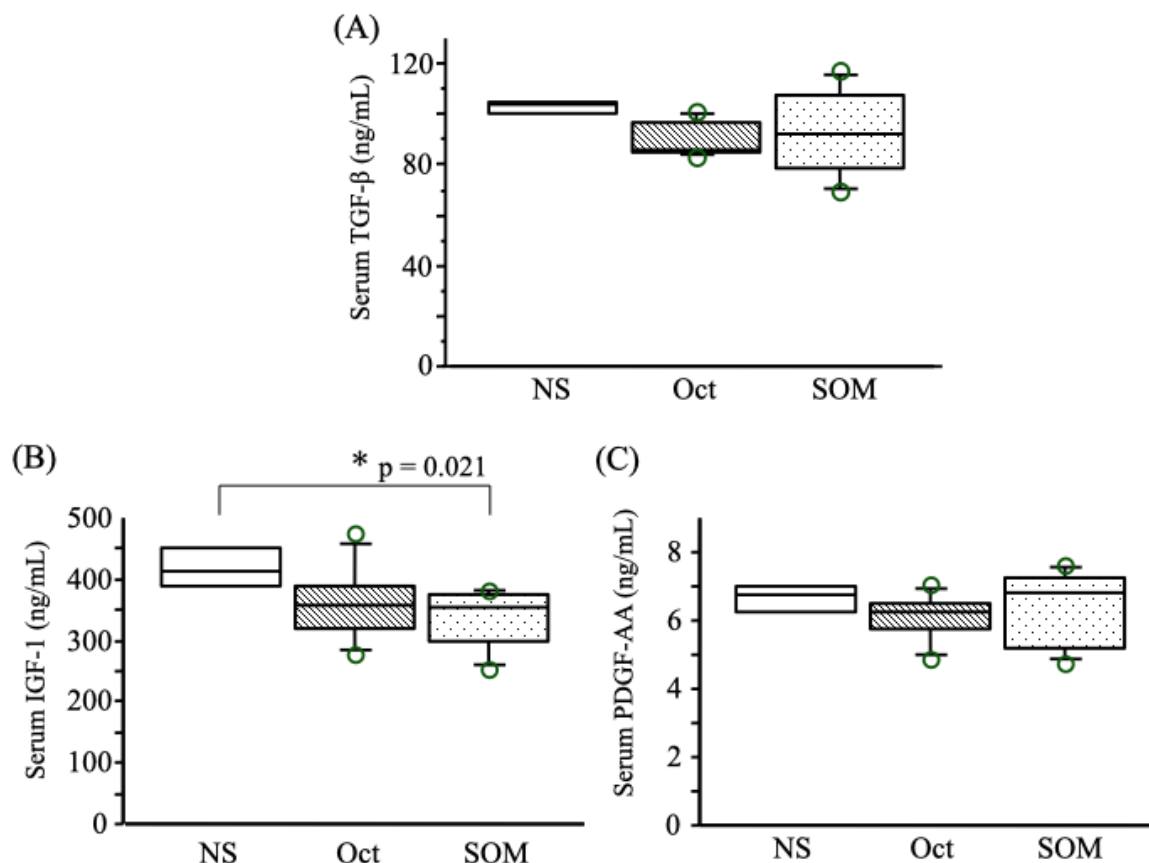 (A)
Serum TGF-β (ng/mL)
120
80
40
0
NS Oct SOM
(B)
* p = 0.021
Serum IGF-1 (ng/mL)
500
400
300
200
100
0
NS Oct SOM
(C)
Serum PDGF-AA (ng/mL)
8
6
4
2
0
NS Oct SOM